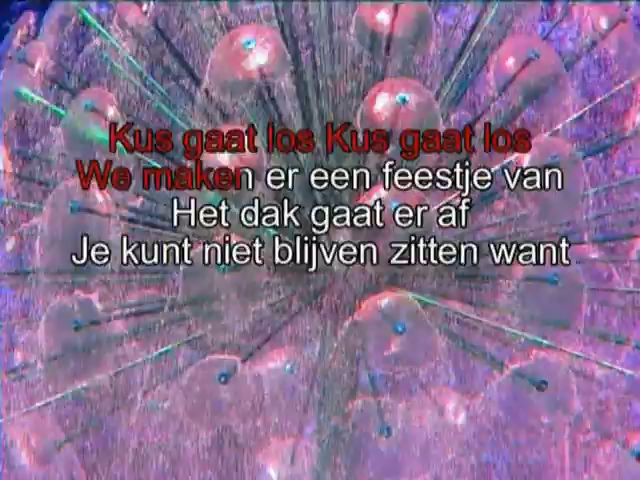 Kus gaat los Kus gaat los
We maken er een feestje van
Het dak gaat er af
Je kunt niet blijven zitten want